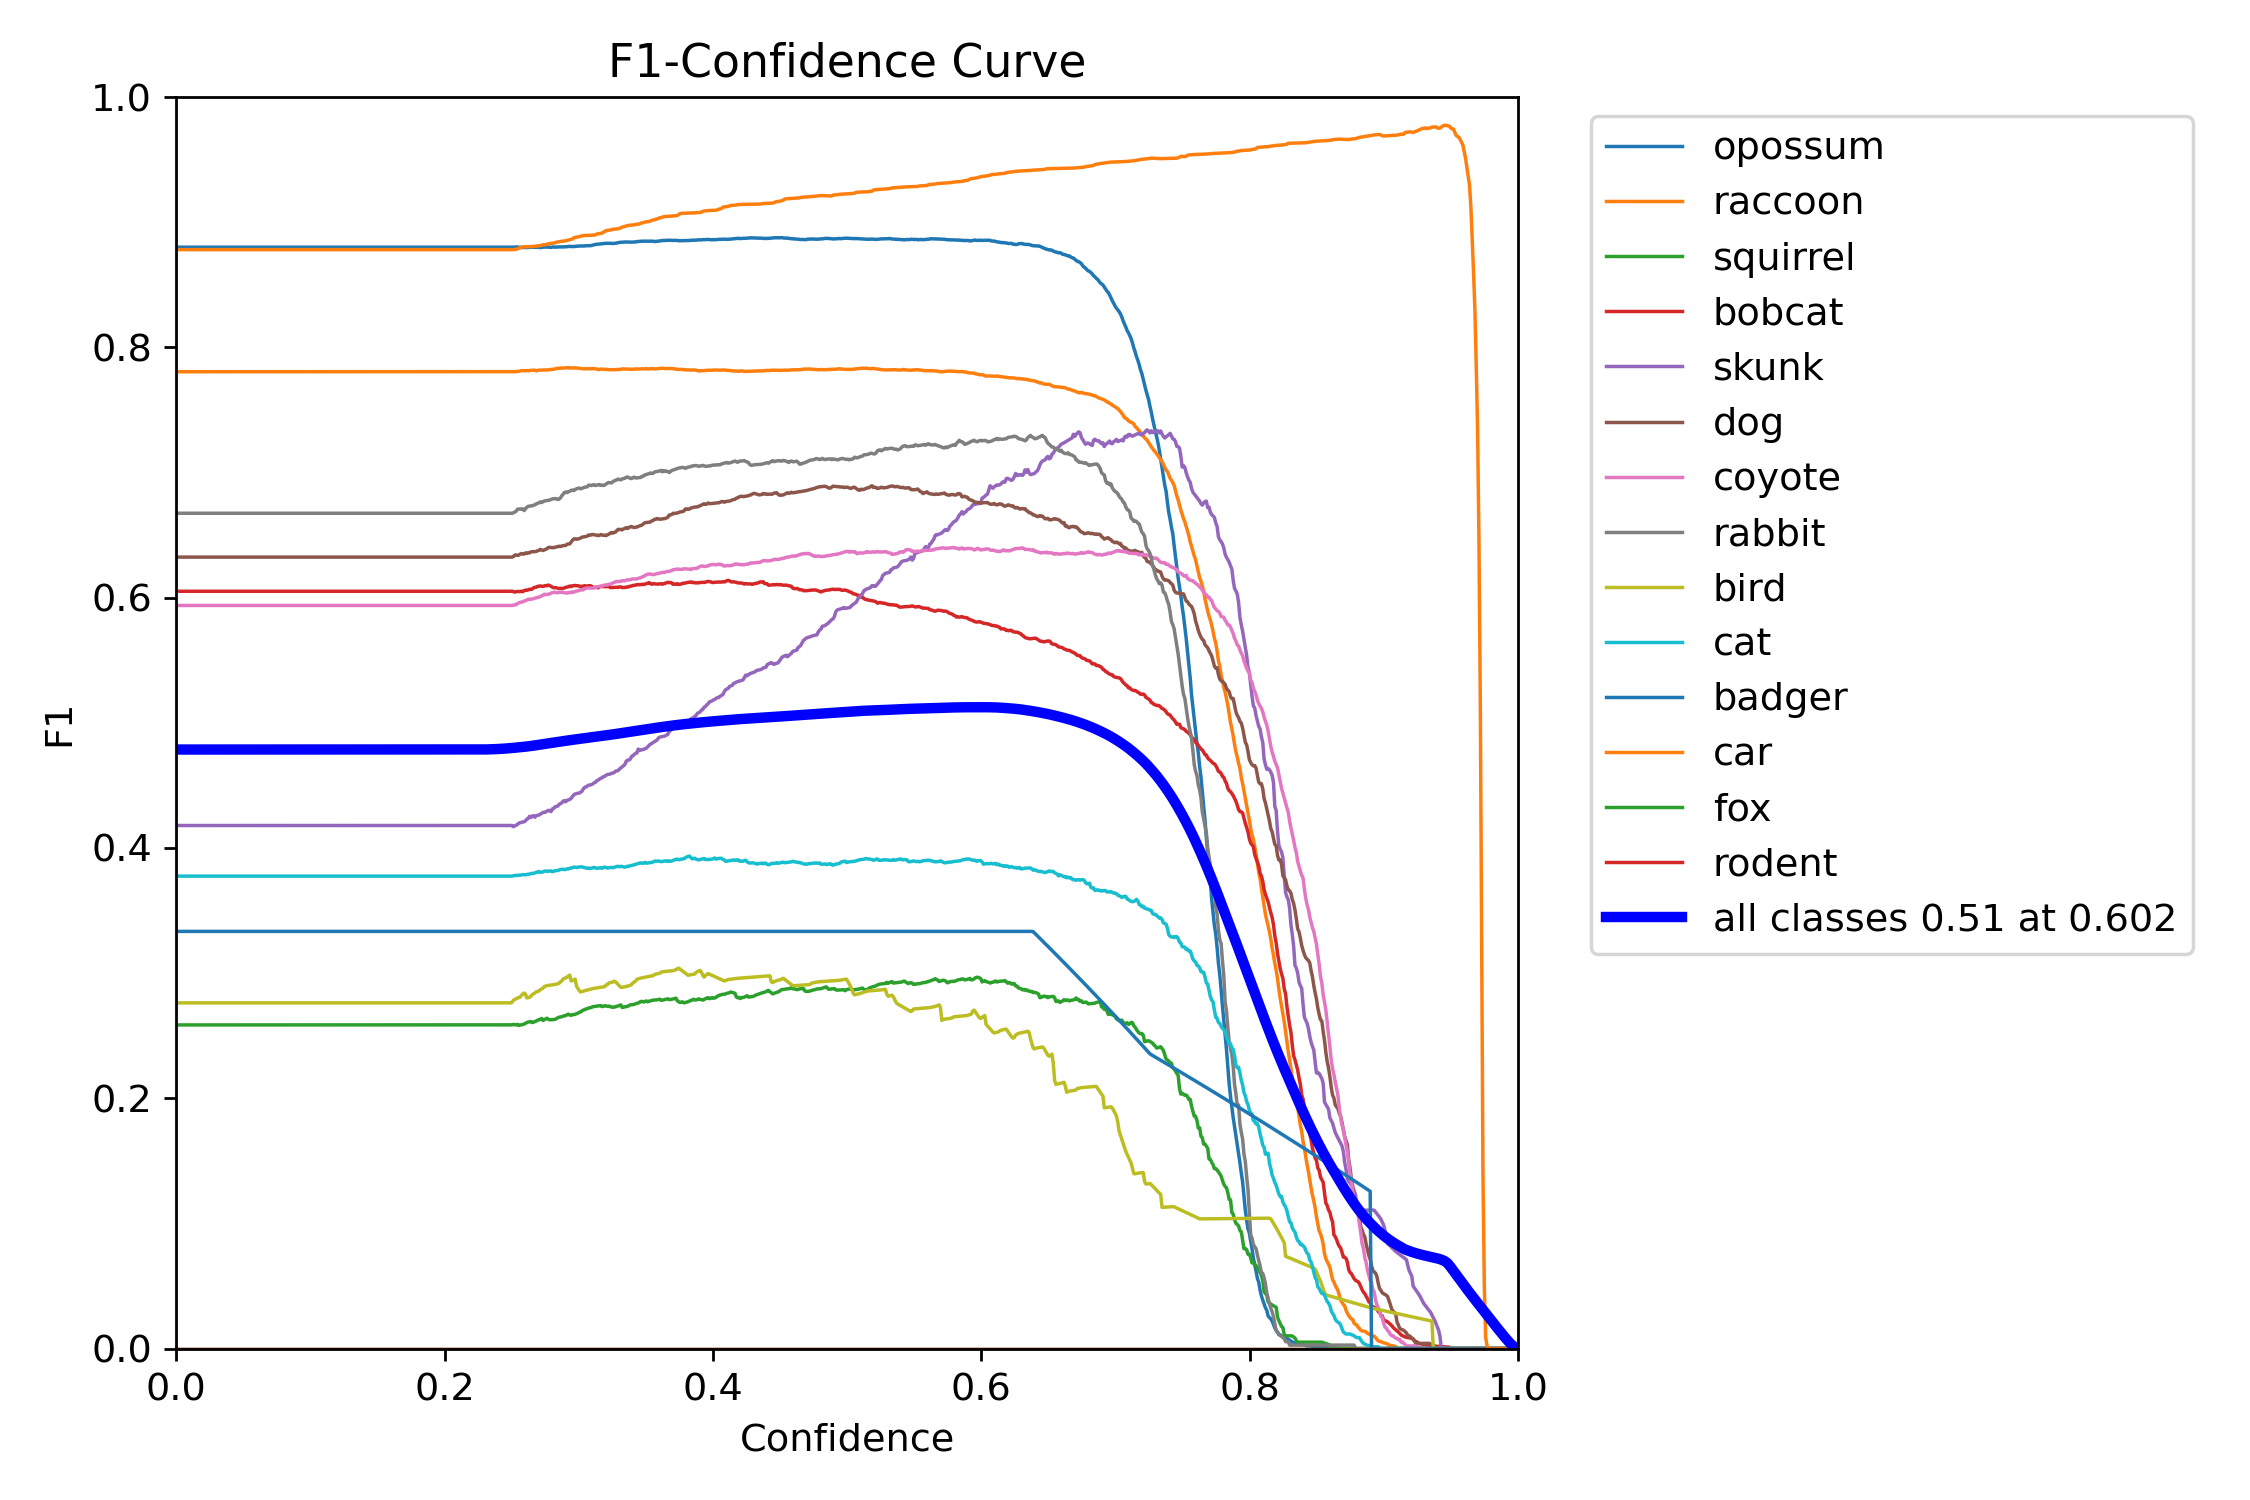 F1-Confidence Curve
1.0
0.8
0.6
0.4
0.2
0.0
F1
0.0 0.2 0.4 0.6 0.8 1.0
Confidence
opossum
raccoon
squirrel
bobcat
skunk
dog
coyote
rabbit
bird
cat
badger
car
fox
rodent
all classes 0.51 at 0.602